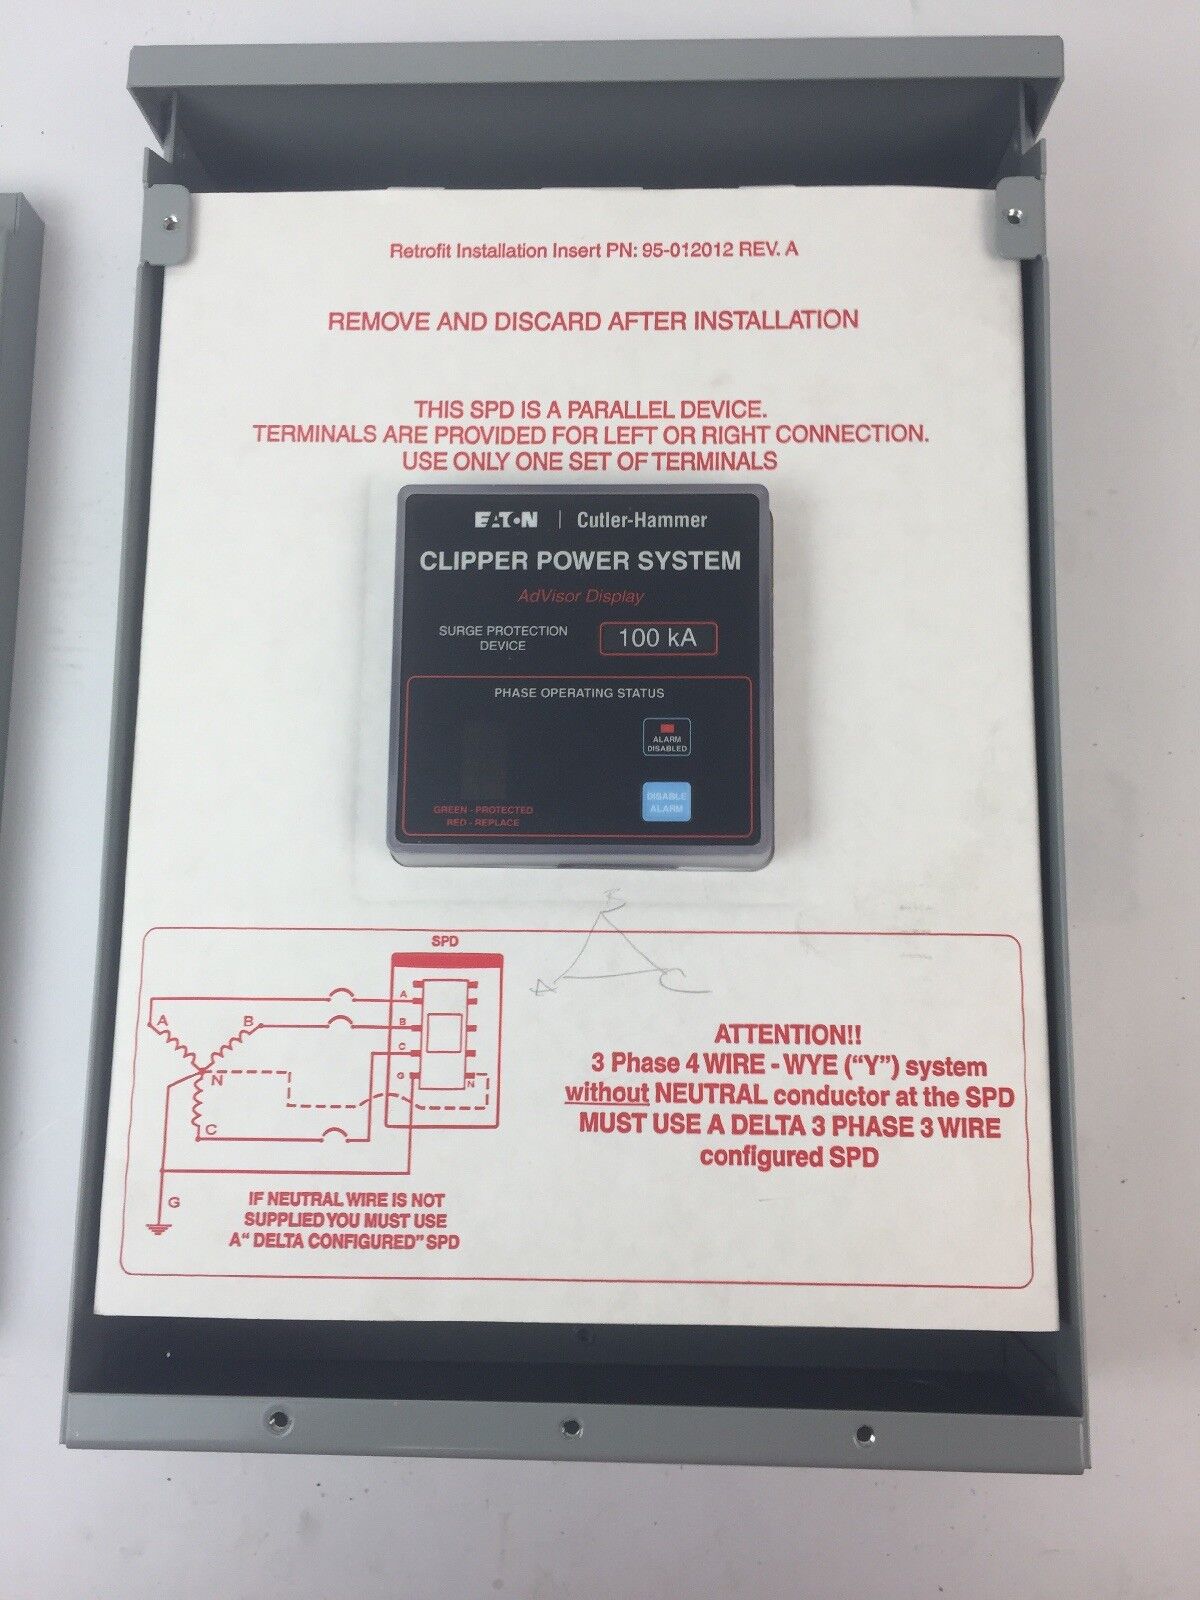 Retrofit Installation Insert PN: 95-012012 REV. A
REMOVE AND DISCARD AFTER INSTALLATION
THIS SPD IS A PARALLEL DEVICE.
TERMINALS ARE PROVIDED FOR LEFT OR RIGHT CONNECTION.
USE ONLY ONE SET OF TERMINALS
EATON | Cutler-Hammer
CLIPPER POWER SYSTEM
AdVisor Display
SURGE PROTECTION
DEVICE
100 kA
PHASE OPERATING STATUS
ALARM
DISABLED
DISABLE
ALARM
GREEN - PROTECTED
RED - REPLACE
B
A
C
SPD
A
B
C
G
N
A
B
N
C
G
IF NEUTRAL WIRE IS NOT
SUPPLIED YOU MUST USE
A" DELTA CONFIGURED" SPD
ATTENTION!!
3 Phase 4 WIRE - WYE ("Y") system
without NEUTRAL conductor at the SPD
MUST USE A DELTA 3 PHASE 3 WIRE
configured SPD